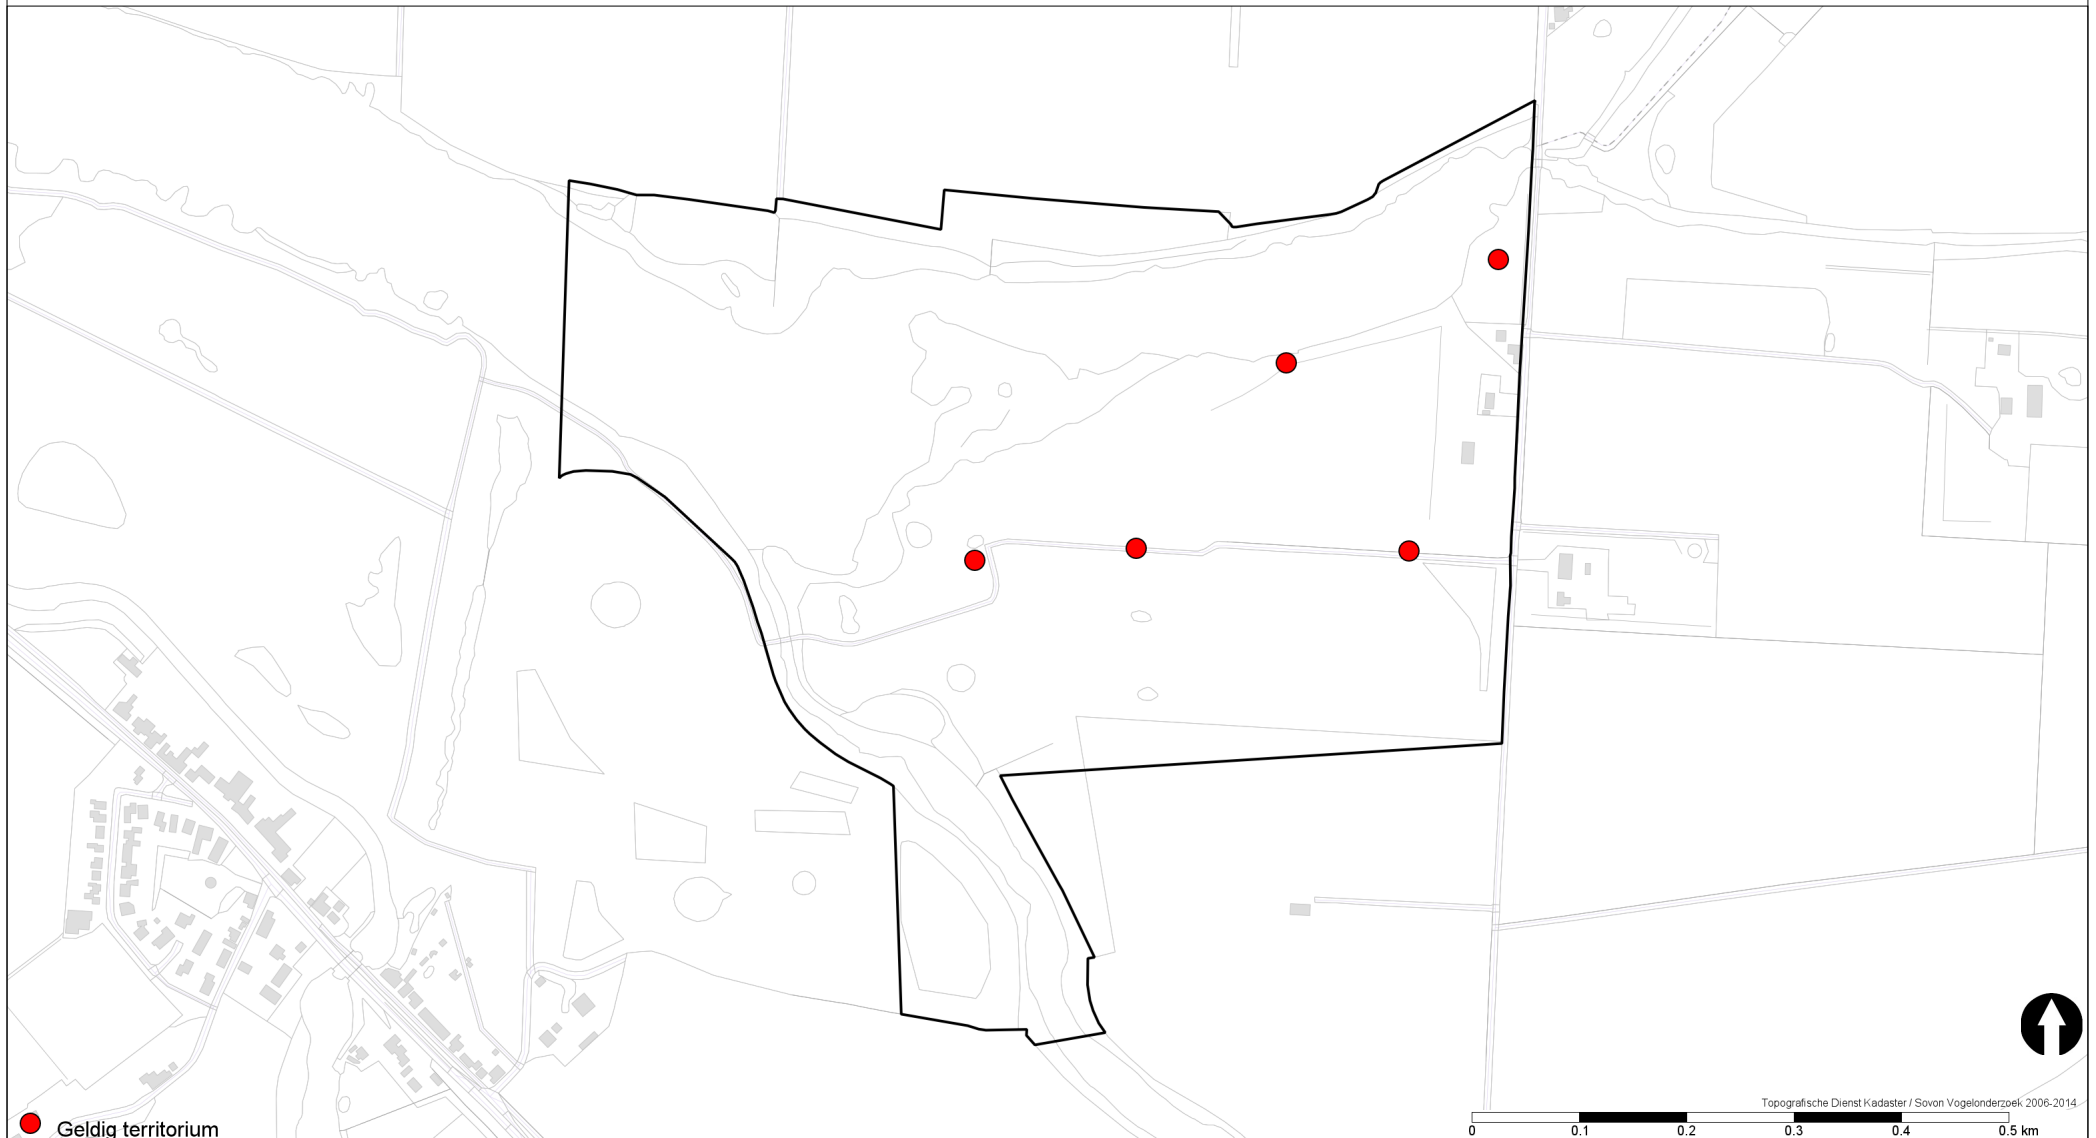 Topografische Dienst Kadaster / Sovon Vogelonderzoek 2006-2014
0 0.1 0.2 0.3 0.4 0.5 km
Geldig territorium